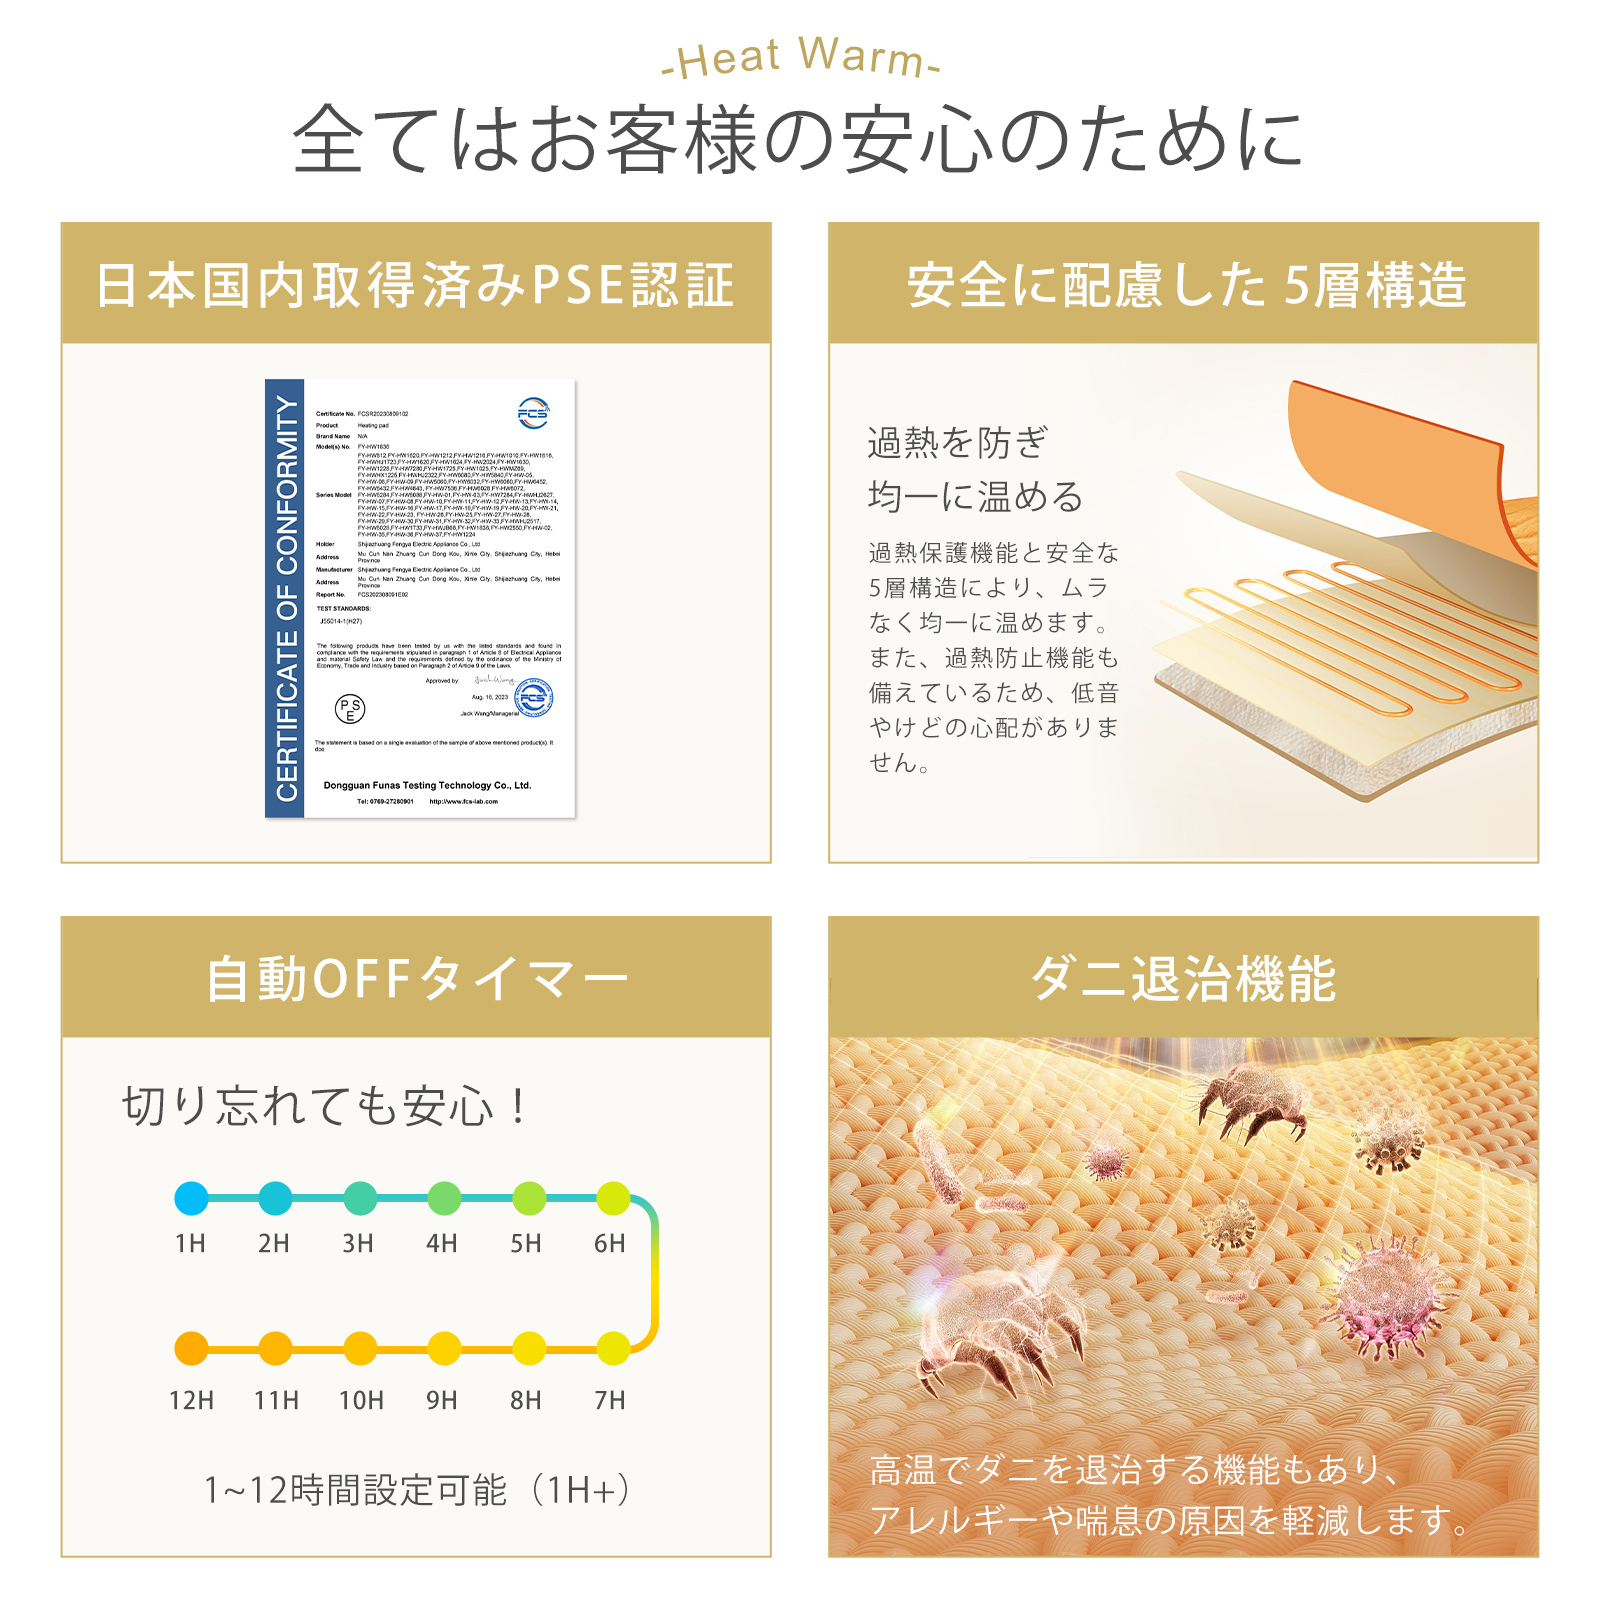 -Heat Warm-
全てはお客様の安心のために
日本国内取得済みPSE認証
CERTIFICATE OF CONFORMITY
FCS
Certificate No. FCSR20230809102
Product Heating pad
Brand Name N/A
Model(s) No. FY-HW1836
Series Model
Holder Shijiazhuang Fengya Electric Appliance Co., Ltd
Address Mu Cun Nan Zhuang Cun Dong Kou, Xinle City, Shijiazhuang City, Hebei
Province
Manufacturer Shijiazhuang Fengya Electric Appliance Co., Ltd
Address Mu Cun Nan Zhuang Cun Dong Kou, Xinle City, Shijiazhuang City, Hebei
Province
Report No. FCS202308091E02
TEST STANDARDS:
J55014-1(H27)
The following products have been tested by us with the listed standards and found in
compliance with the requirements stipulated in paragraph 1 of Article 8 of Electrical Appliance
and material Safety Law and the requirements defined by the ordinance of the Ministry of
Economy, Trade and Industry based on Paragraph 2 of Article 9 of the Laws.
Approved by: Jack Wang
Aug. 16, 2023
Jack Wang/Managerial
FCS
P S
E
The statement is based on a single evaluation of the sample of above mentioned product(s). It
doe
Dongguan Funas Testing Technology Co., Ltd.
Tel: 0769-27280901 http://www.fcs-lab.com
安全に配慮した 5層構造
過熱を防ぎ
均一に温める
過熱保護機能と安全な
5層構造により、ムラ
なく均一に温めます。
また、過熱防止機能も
備えているため、低音
やけどの心配がありま
せん。
自動OFFタイマー
切り忘れても安心！
1H 2H 3H 4H 5H 6H
12H 11H 10H 9H 8H 7H
1~12時間設定可能（1H+）
ダニ退治機能
高温でダニを退治する機能もあり、
アレルギーや喘息の原因を軽減します。